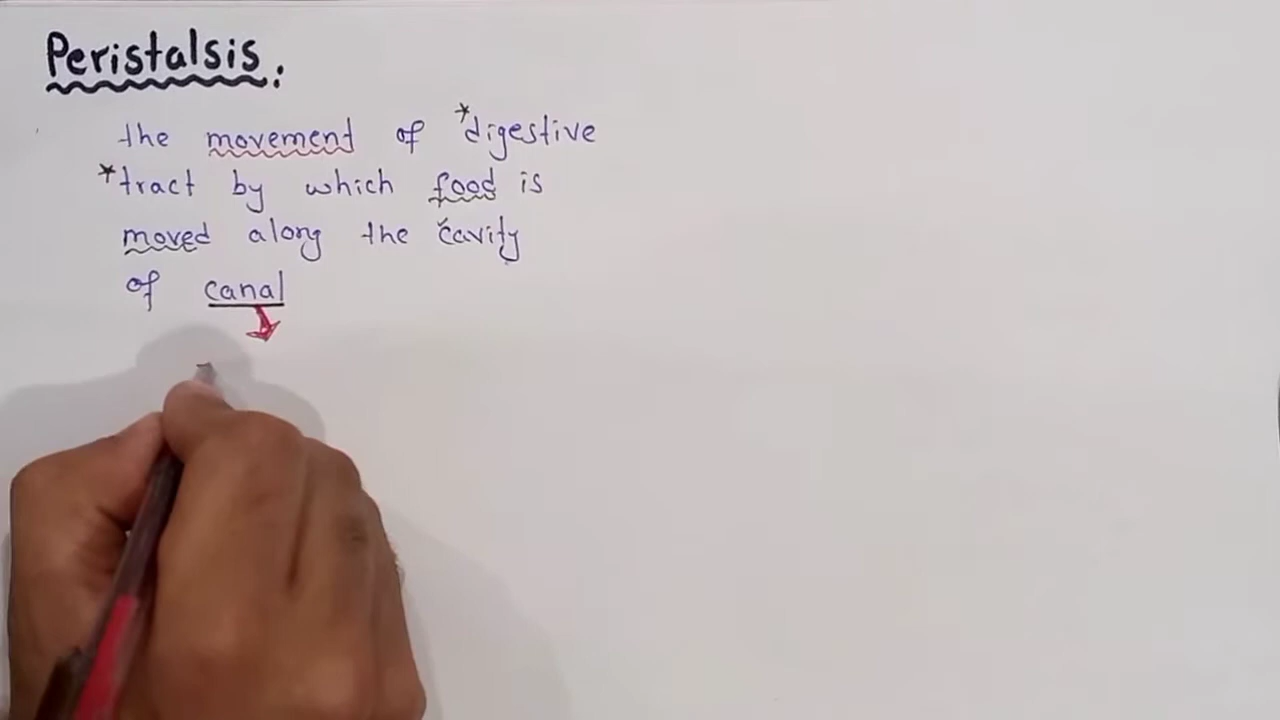 Peristalsis:
the movement of *digestive
*tract by which food is
moved along the cavity
of canal